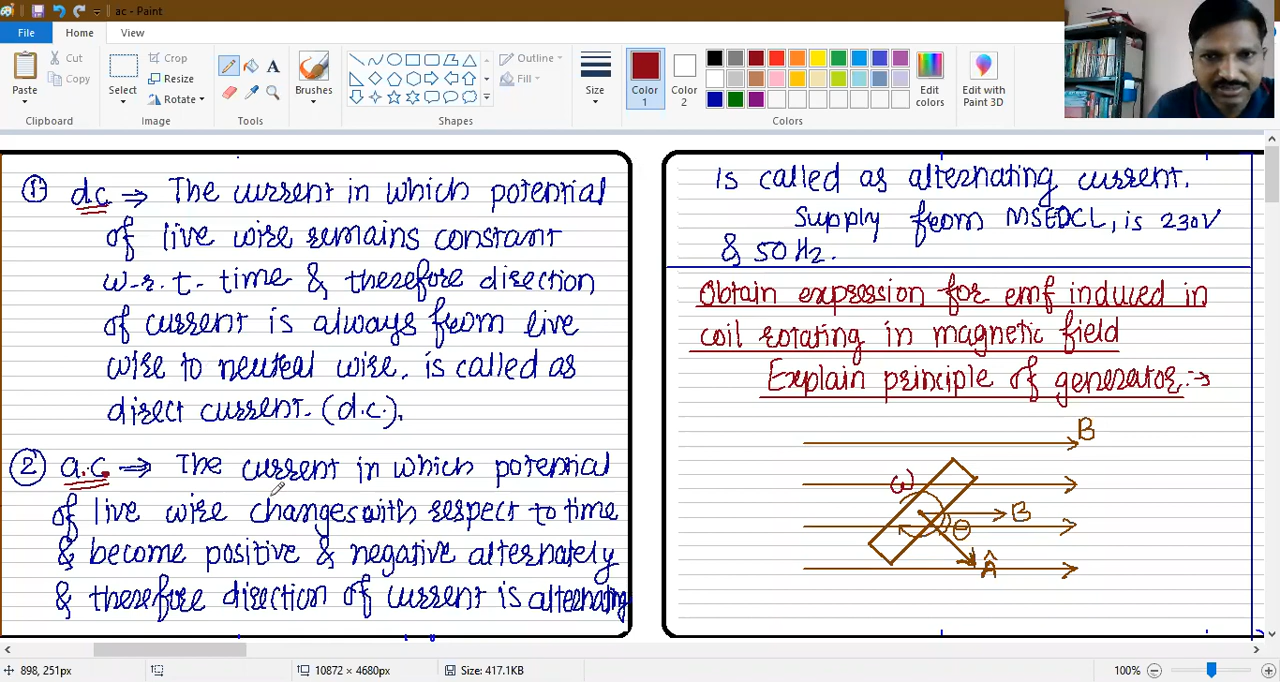 ac - Paint
File
Home
View
Paste
Cut
Copy
Clipboard
Select
Crop
Resize
Rotate
Image
Tools
Brushes
Outline
Fill
Shapes
Size
Color 1
Color 2
Edit colors
Edit with Paint 3D
Colors
① d.c. ⇒ The current in which potential
of live wire remains constant
w.r.t. time & therefore direction
of current is always from live
wire to neutral wire. is called as
direct current. (d.c.).
② a.c. ⇒ The current in which potential
of live wire changes with respect to time
& become positive & negative alternately
& therefore direction of current is alternating
is called as alternating current.
Supply from MSEDCL, is 230V
& 50 Hz.
Obtain expression for emf induced in
coil rotating in magnetic field
Explain principle of generator :→
B
ω
B
θ
Â
898, 251px
10872 × 4680px
Size: 417.1KB
100%